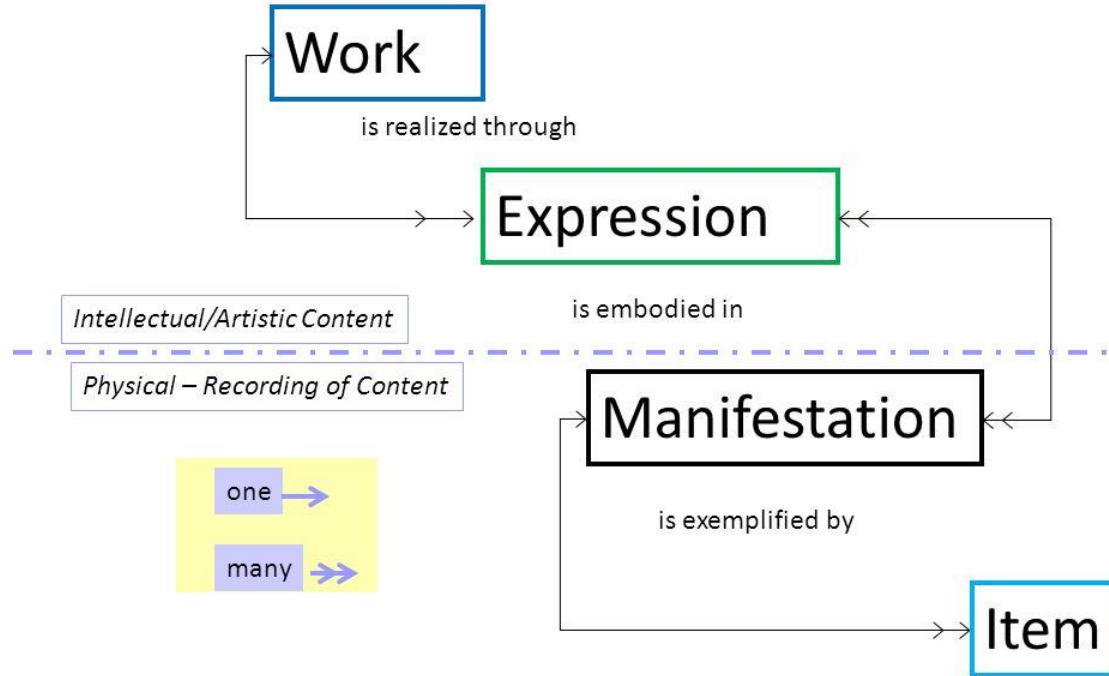 Work
is realized through
Expression
is embodied in
Intellectual/Artistic Content
Physical – Recording of Content
Manifestation
one
is exemplified by
many
Item